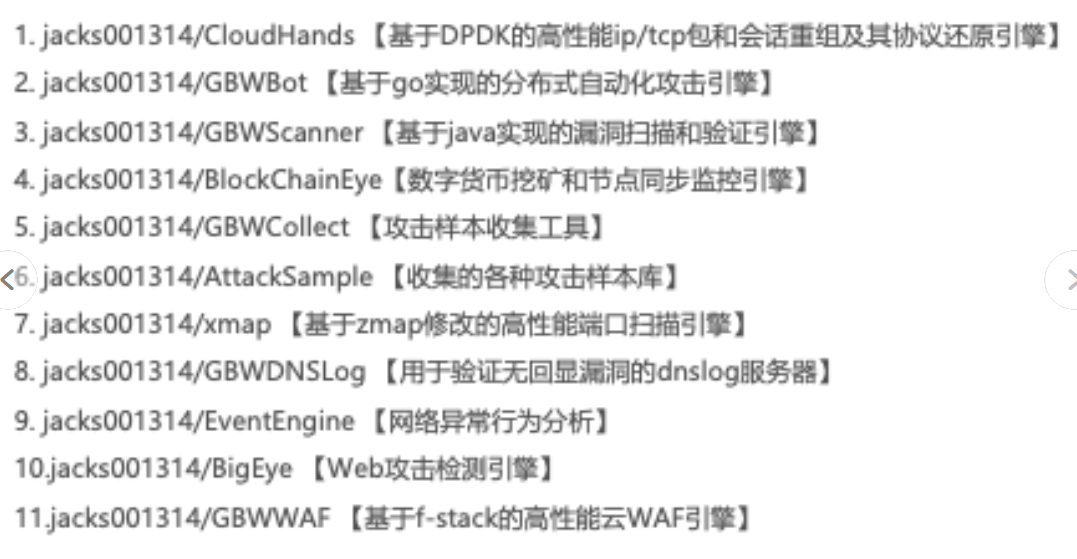 1. jacks001314/CloudHands 【基于DPDK的高性能ip/tcp包和会话重组及其协议还原引擎】
2. jacks001314/GBWBot 【基于go实现的分布式自动化攻击引擎】
3. jacks001314/GBWScanner 【基于java实现的漏洞扫描和验证引擎】
4. jacks001314/BlockChainEye【数字货币挖矿和节点同步监控引擎】
5. jacks001314/GBWCollect 【攻击样本收集工具】
6. jacks001314/AttackSample 【收集的各种攻击样本库】
7. jacks001314/xmap 【基于zmap修改的高性能端口扫描引擎】
8. jacks001314/GBWDNSLog 【用于验证无回显漏洞的dnslog服务器】
9. jacks001314/EventEngine 【网络异常行为分析】
10.jacks001314/BigEye 【Web攻击检测引擎】
11.jacks001314/GBWWAF 【基于f-stack的高性能云WAF引擎】